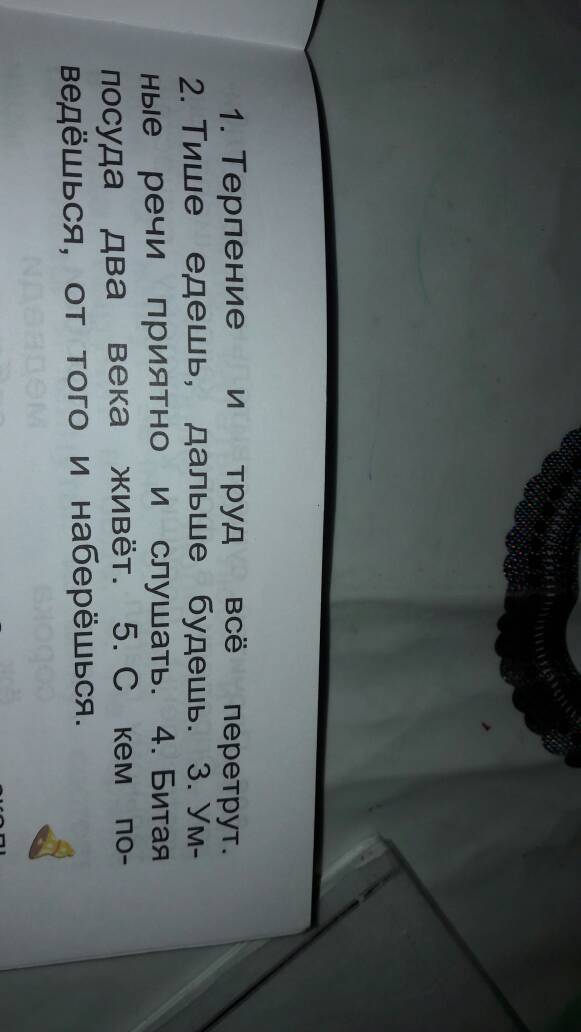 1. Терпение и труд всё перетрут.
2. Тише едешь, дальше будешь. 3. Ум-
ные речи приятно и слушать. 4. Битая
посуда два века живёт. 5. С кем по-
ведёшься, от того и наберёшься.